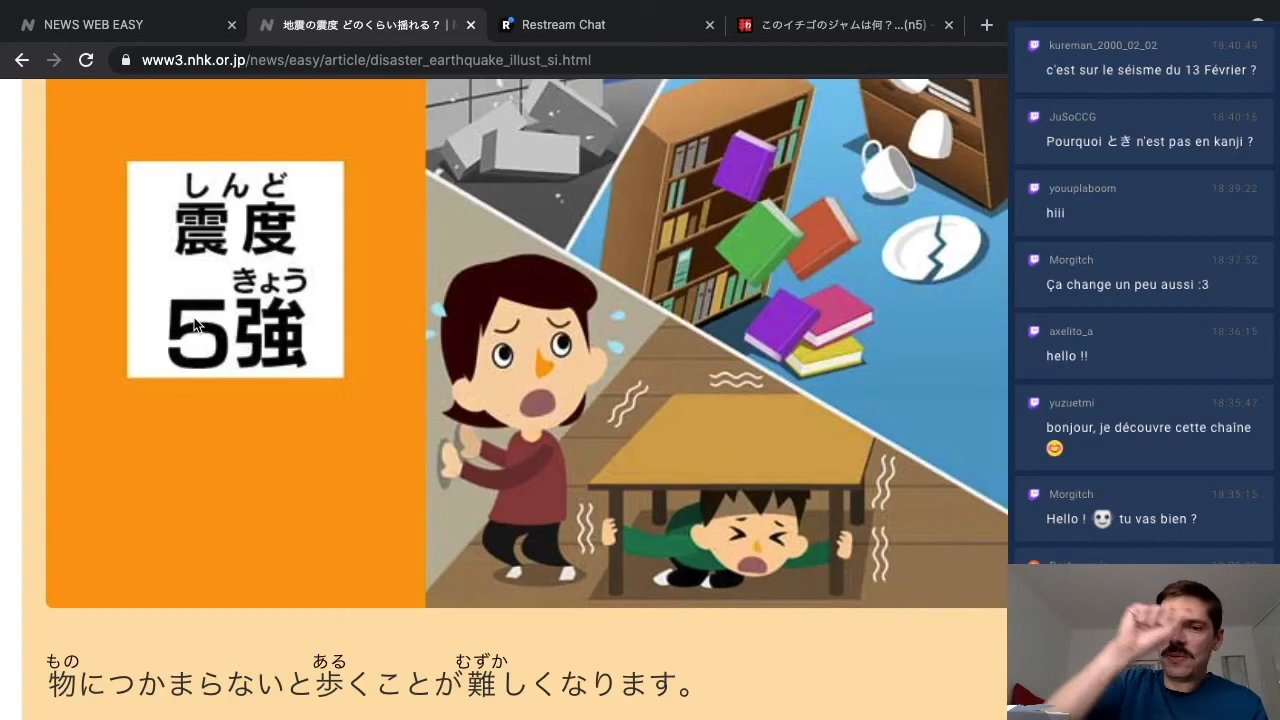 NEWS WEB EASY
地震の震度 どのくらい揺れる？ | N
Restream Chat
このイチゴのジャムは何？...(n5)
www3.nhk.or.jp/news/easy/article/disaster_earthquake_illust_si.html
しんど
震度
きょう
5強
もの ある むずか
物につかまらないと歩くことが難しくなります。
kureman_2000_02_02 18:40:49
c'est sur le séisme du 13 Février ?
JuSoCCG 18:40:16
Pourquoi とき n'est pas en kanji ?
youuplaboom 18:39:22
hiii
Morgitch 18:37:52
Ça change un peu aussi :3
axelito_a 18:36:15
hello !!
yuzuetmi 18:35:47
bonjour, je découvre cette chaîne
😊
Morgitch 18:35:15
Hello ! tu vas bien ?